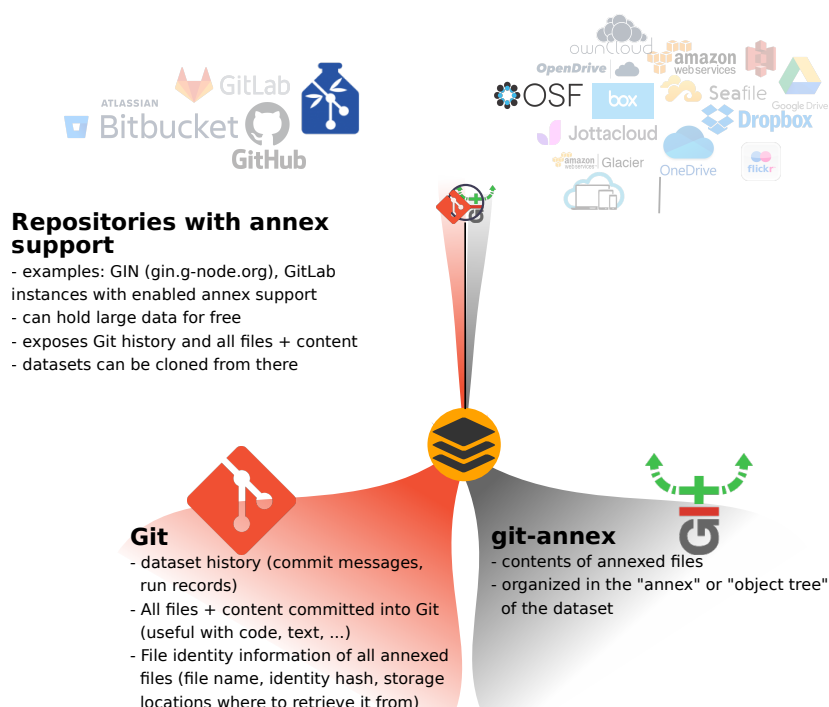 ownCloud
OpenDrive
amazon
webservices
GitLab
OSF
box
Seafile
Google Drive
ATLASSIAN
Bitbucket
Dropbox
Jottacloud
GitHub
amazon
webservices
Glacier
OneDrive
flickr
Repositories with annex
support
- examples: GIN (gin.g-node.org), GitLab
instances with enabled annex support
- can hold large data for free
- exposes Git history and all files + content
- datasets can be cloned from there
git
Git
- dataset history (commit messages,
run records)
- All files + content committed into Git
(useful with code, text, ...)
- File identity information of all annexed
files (file name, identity hash, storage
locations where to retrieve it from)
git
git-annex
- contents of annexed files
- organized in the "annex" or "object tree"
of the dataset